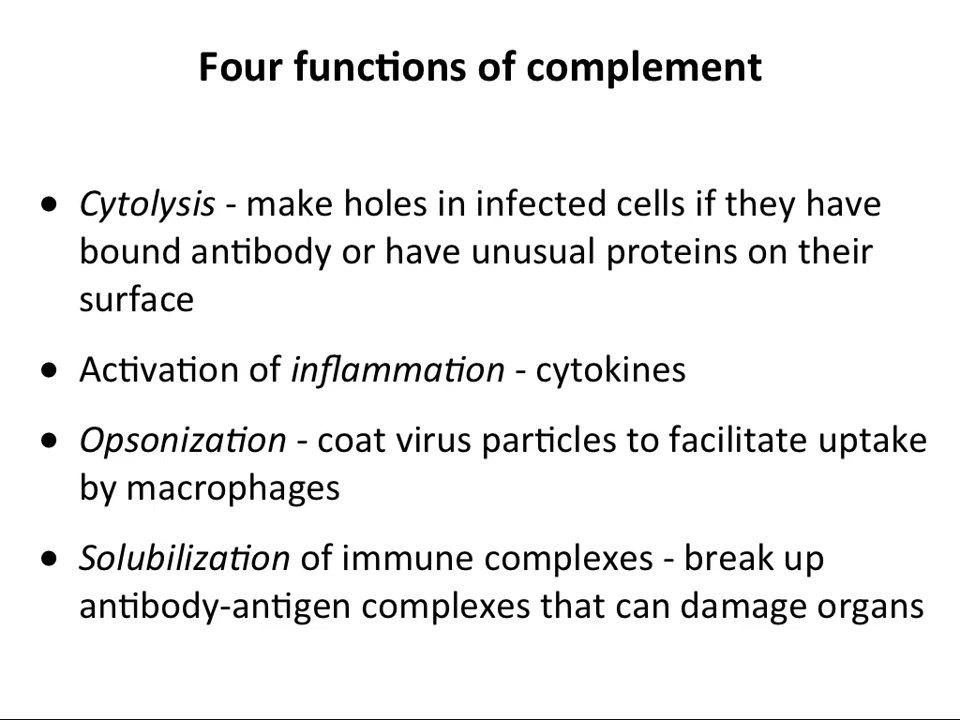 Four functions of complement
• Cytolysis - make holes in infected cells if they have
bound antibody or have unusual proteins on their
surface
• Activation of inflammation - cytokines
• Opsonization - coat virus particles to facilitate uptake
by macrophages
• Solubilization of immune complexes - break up
antibody-antigen complexes that can damage organs